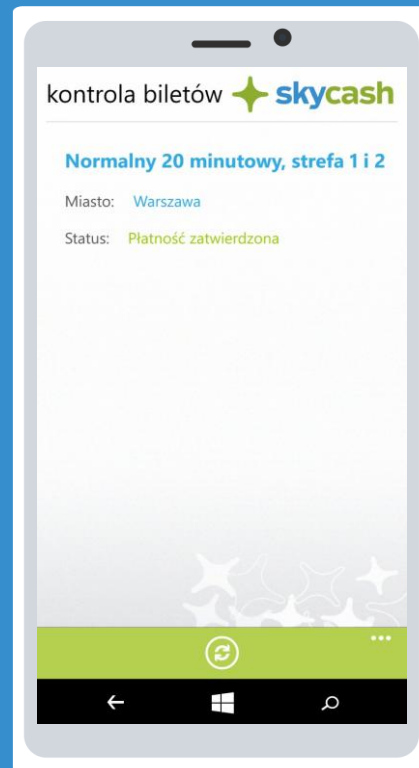 kontrola biletów skycash
Normalny 20 minutowy, strefa 1 i 2
Miasto: Warszawa
Status: Płatność zatwierdzona